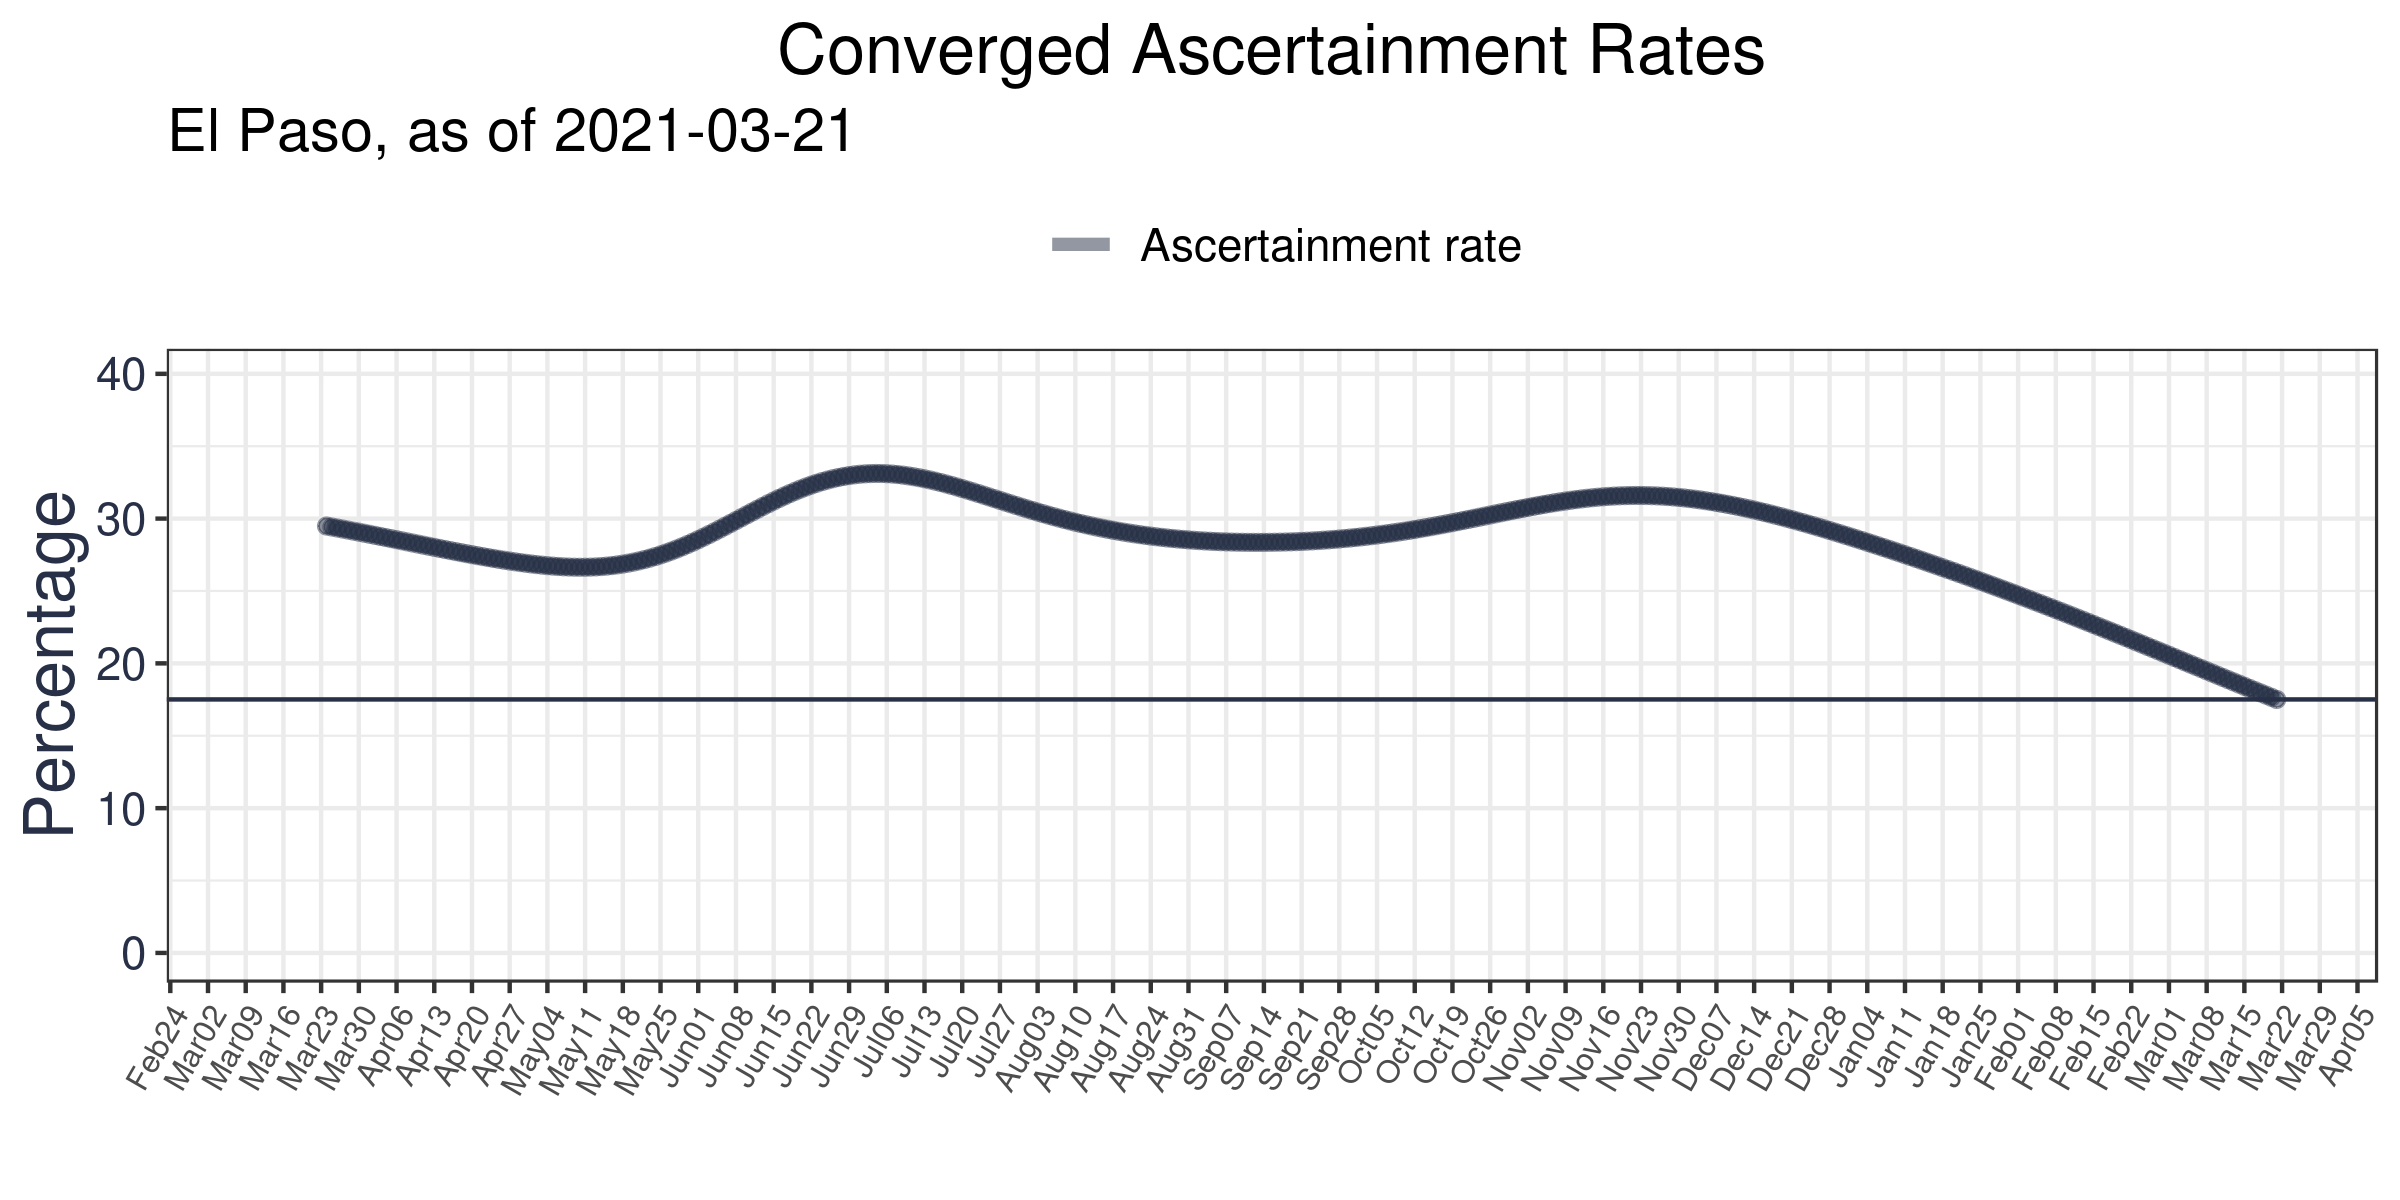 Converged Ascertainment Rates
El Paso, as of 2021-03-21
Ascertainment rate
Percentage
40
30
20
10
0
Feb24
Mar02
Mar09
Mar16
Mar23
Mar30
Apr06
Apr13
Apr20
Apr27
May04
May11
May18
May25
Jun01
Jun08
Jun15
Jun22
Jun29
Jul06
Jul13
Jul20
Jul27
Aug03
Aug10
Aug17
Aug24
Aug31
Sep07
Sep14
Sep21
Sep28
Oct05
Oct12
Oct19
Oct26
Nov02
Nov09
Nov16
Nov23
Nov30
Dec07
Dec14
Dec21
Dec28
Jan04
Jan11
Jan18
Jan25
Feb01
Feb08
Feb15
Feb22
Mar01
Mar08
Mar15
Mar22
Mar29
Apr05